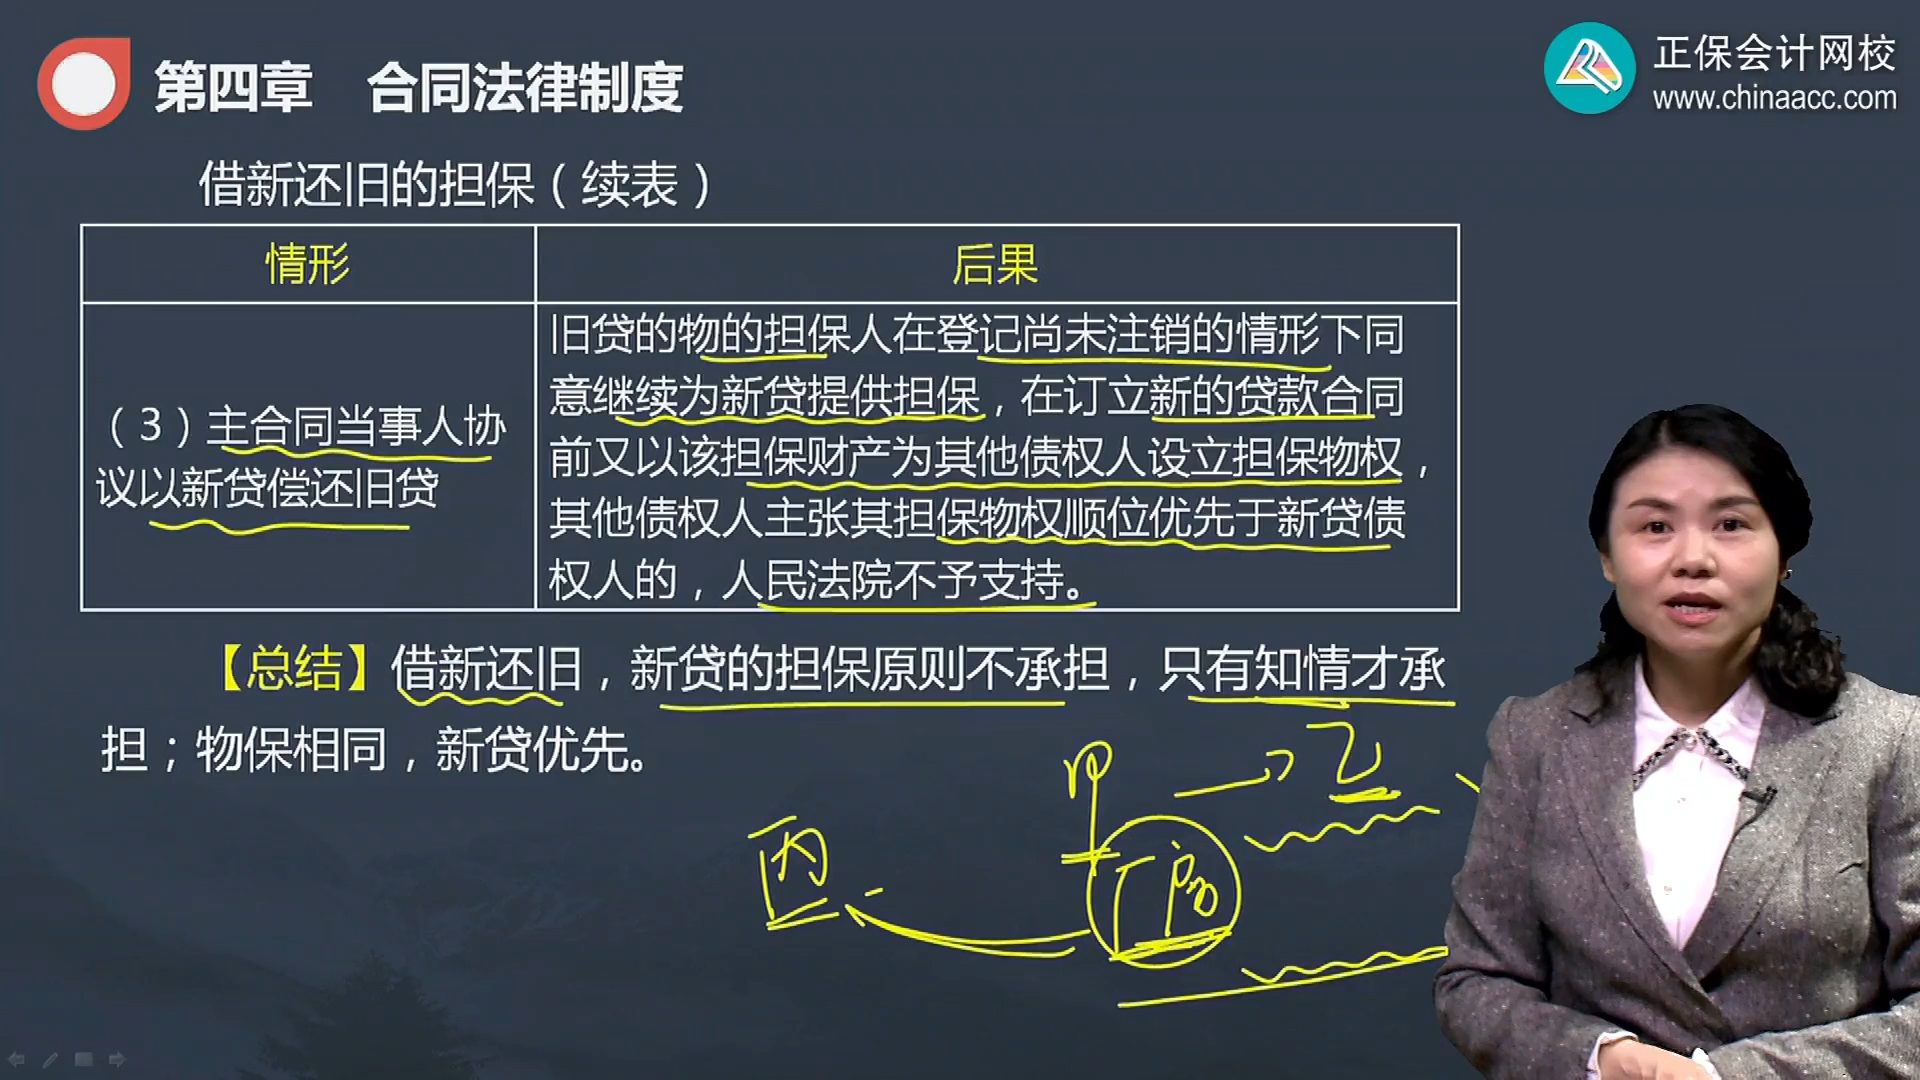 第四章 合同法律制度
正保会计网校
www.chinaacc.com
借新还旧的担保（续表）
情形
后果
（3）主合同当事人协
议以新贷偿还旧贷
旧贷的物的担保人在登记尚未注销的情形下同
意继续为新贷提供担保，在订立新的贷款合同
前又以该担保财产为其他债权人设立担保物权，
其他债权人主张其担保物权顺位优先于新贷债
权人的，人民法院不予支持。
【总结】借新还旧，新贷的担保原则不承担，只有知情才承
担；物保相同，新贷优先。
乙
丙
厂房